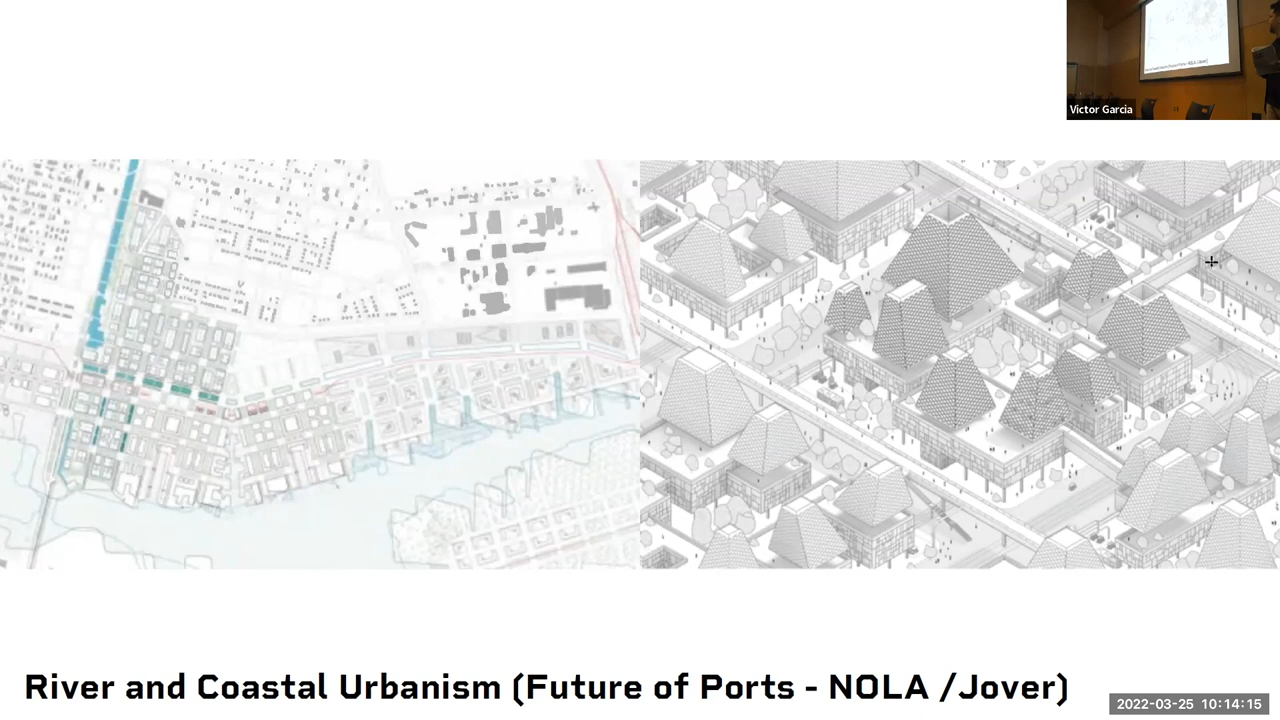 Victor Garcia
River and Coastal Urbanism (Future of Ports - NOLA /Jover)
2022-03-25 10:14:15